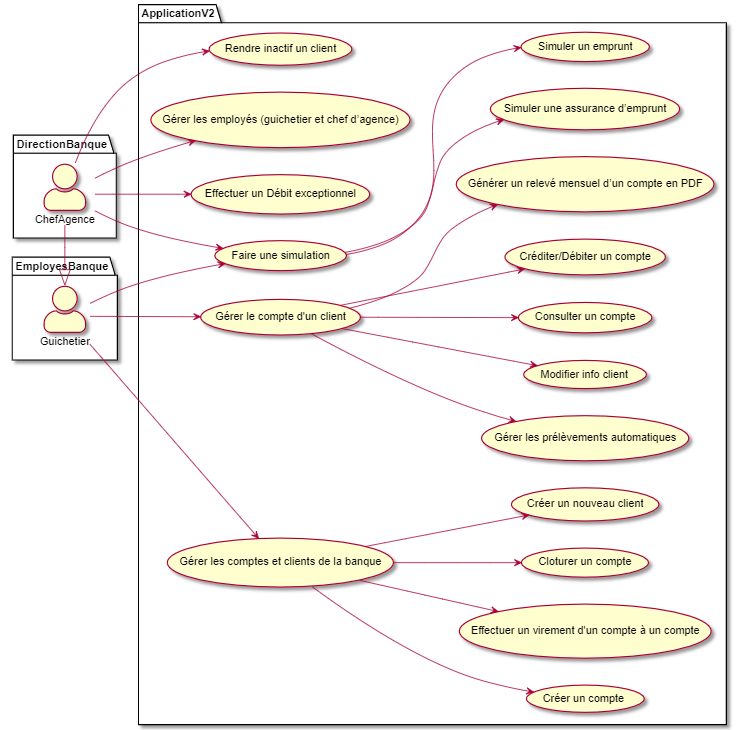 ApplicationV2
Rendre inactif un client
Simuler un emprunt
Gérer les employés (guichetier et chef d'agence)
Simuler une assurance d'emprunt
DirectionBanque
ChefAgence
Effectuer un Débit exceptionnel
Générer un relevé mensuel d'un compte en PDF
Faire une simulation
Créditer/Débiter un compte
EmployesBanque
Guichetier
Gérer le compte d'un client
Consulter un compte
Modifier info client
Gérer les prélèvements automatiques
Créer un nouveau client
Gérer les comptes et clients de la banque
Cloturer un compte
Effectuer un virement d'un compte à un compte
Créer un compte